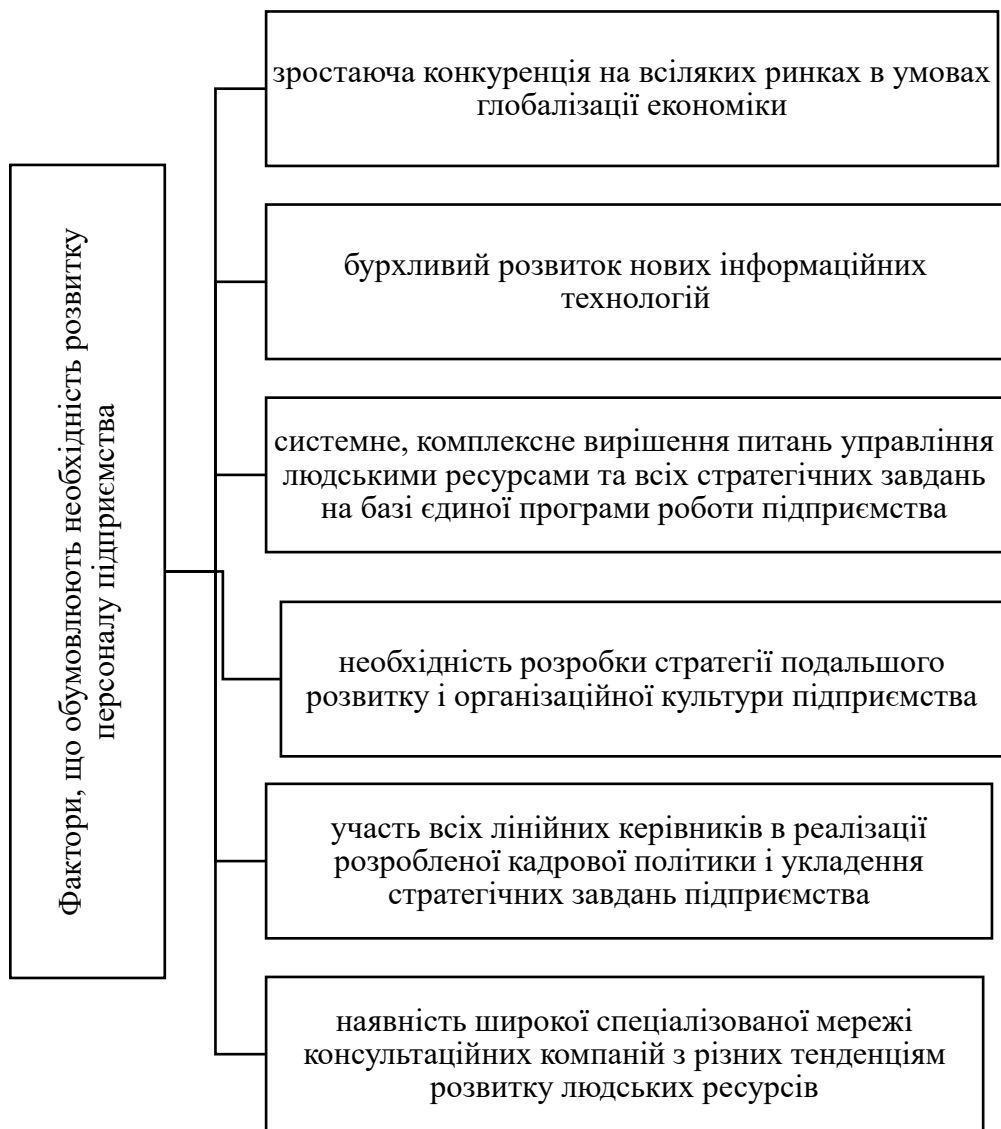 Фактори, що обумовлюють необхідність розвитку
персоналу підприємства
зростаюча конкуренція на всіляких ринках в умовах
глобалізації економіки
бурхливий розвиток нових інформаційних
технологій
системне, комплексне вирішення питань управління
людськими ресурсами та всіх стратегічних завдань
на базі єдиної програми роботи підприємства
необхідність розробки стратегії подальшого
розвитку і організаційної культури підприємства
участь всіх лінійних керівників в реалізації
розробленої кадрової політики і укладення
стратегічних завдань підприємства
наявність широкої спеціалізованої мережі
консультаційних компаній з різних тенденціям
розвитку людських ресурсів